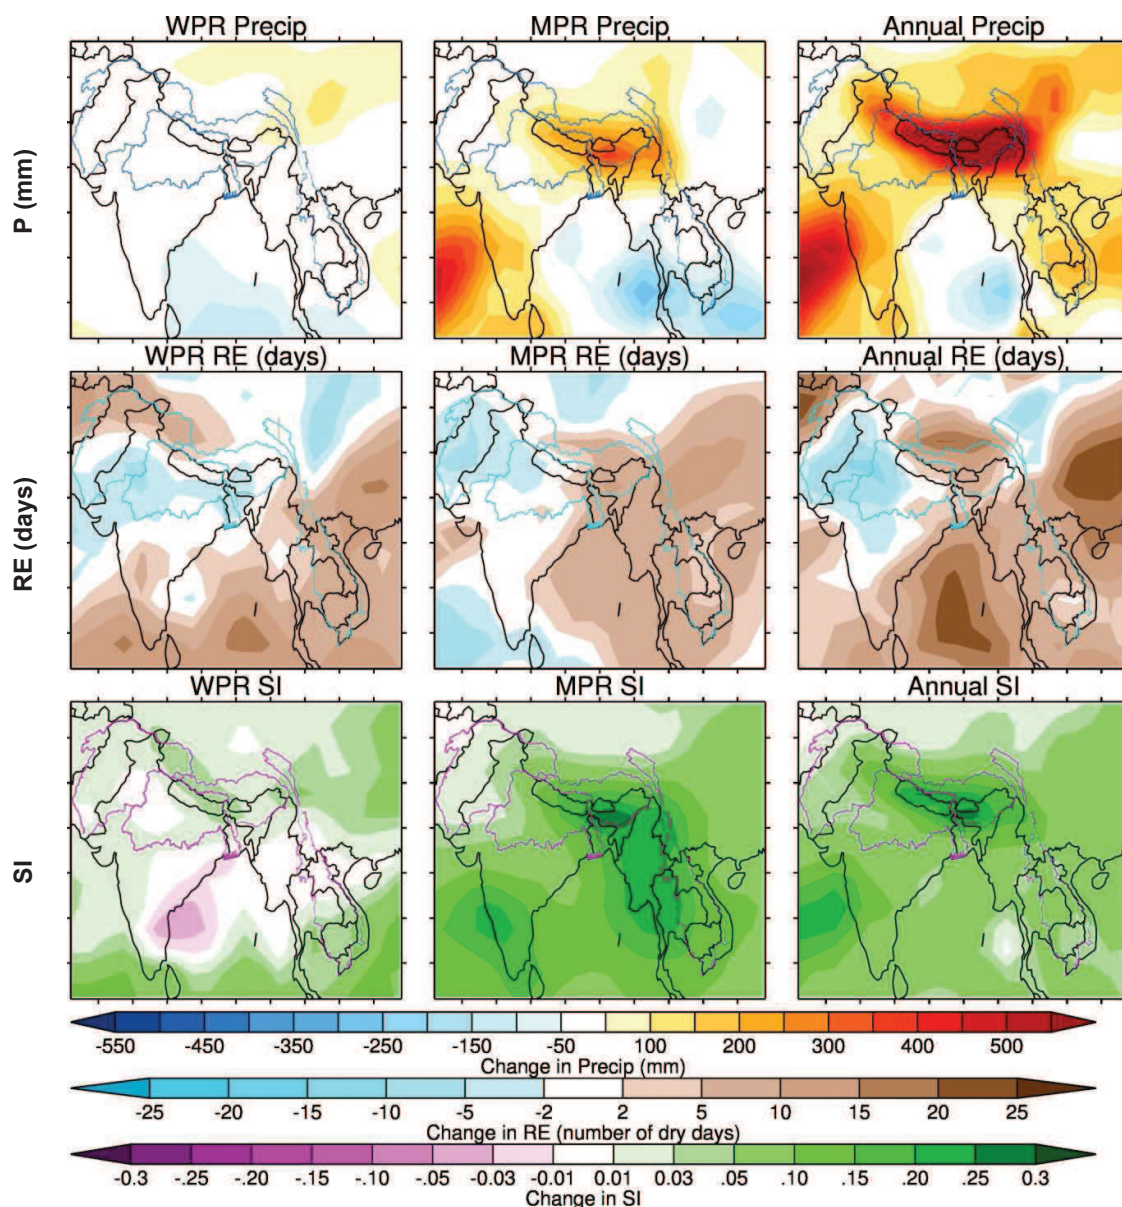 WPR Precip MPR Precip Annual Precip
P (mm)
WPR RE (days) MPR RE (days) Annual RE (days)
RE (days)
WPR SI MPR SI Annual SI
SI
-550 -450 -350 -250 -150 -50 100 200 300 400 500
Change in Precip (mm)
-25 -20 -15 -10 -5 -2 2 5 10 15 20 25
Change in RE (number of dry days)
-0.3 -.25 -.20 -.15 -.10 -.05 -0.03 -0.01 0.01 0.03 .05 .10 .15 .20 .25 0.3
Change in SI